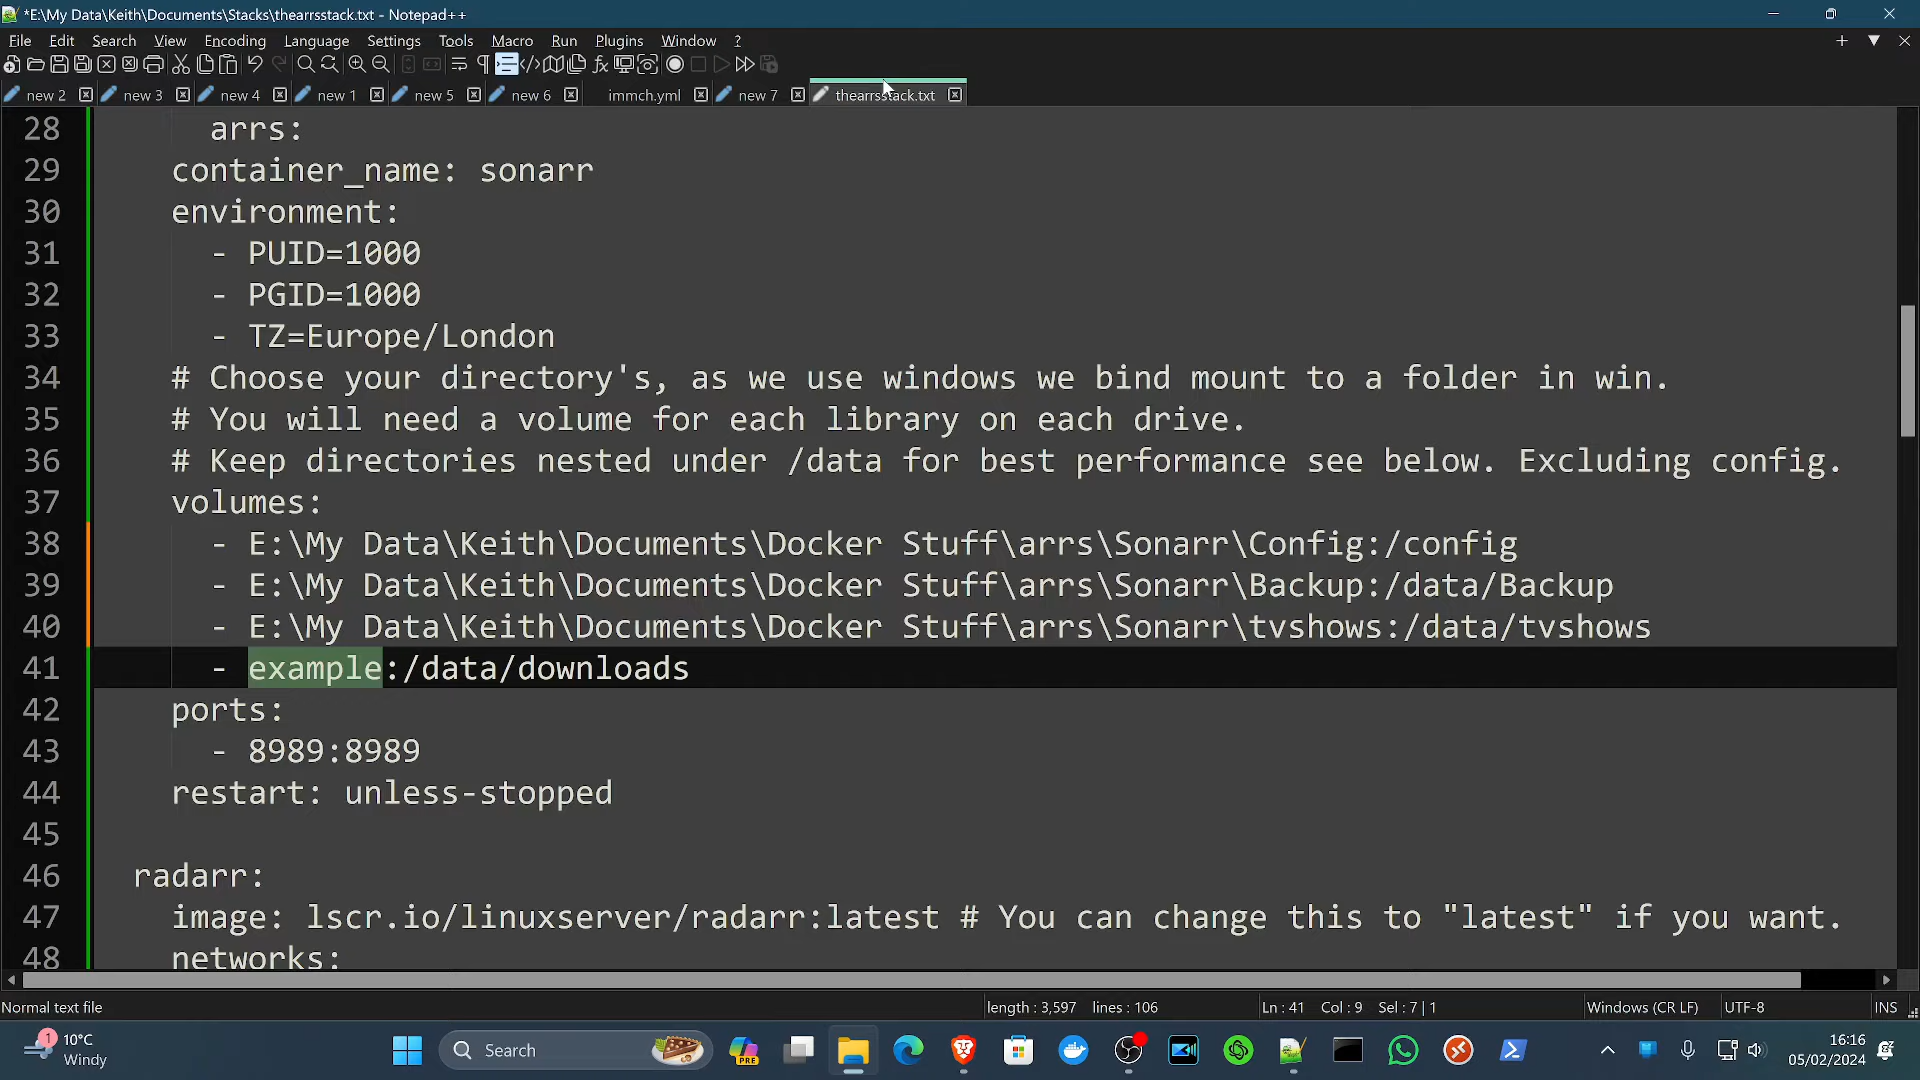 *E:\My Data\Keith\Documents\Stacks\thearrsstack.txt - Notepad++
File Edit Search View Encoding Language Settings Tools Macro Run Plugins Window ?
new 2 new 3 new 4 new 1 new 5 new 6 immch.yml new 7 thearrsstack.txt
28 arrs:
29 container_name: sonarr
30 environment:
31 - PUID=1000
32 - PGID=1000
33 - TZ=Europe/London
34 # Choose your directory's, as we use windows we bind mount to a folder in win.
35 # You will need a volume for each library on each drive.
36 # Keep directories nested under /data for best performance see below. Excluding config.
37 volumes:
38 - E:\My Data\Keith\Documents\Docker Stuff\arrs\Sonarr\Config:/config
39 - E:\My Data\Keith\Documents\Docker Stuff\arrs\Sonarr\Backup:/data/Backup
40 - E:\My Data\Keith\Documents\Docker Stuff\arrs\Sonarr\tvshows:/data/tvshows
41 - example:/data/downloads
42 ports:
43 - 8989:8989
44 restart: unless-stopped
45
46 radarr:
47 image: lscr.io/linuxserver/radarr:latest # You can change this to "latest" if you want.
48 networks:
Normal text file length : 3,597 lines : 106 Ln : 41 Col : 9 Sel : 7 | 1 Windows (CR LF) UTF-8 INS
1 10°C
Windy
Search
PRE
16:16
05/02/2024